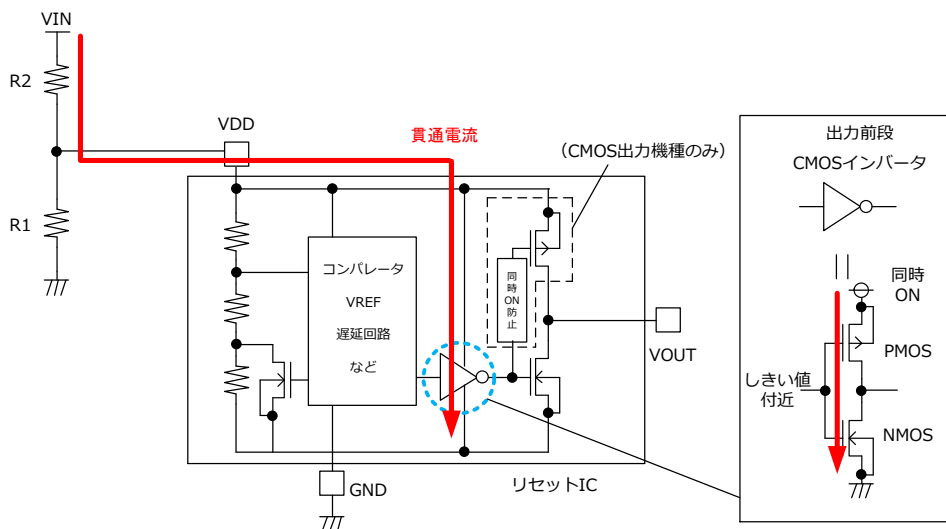 VIN
R2
VDD
貫通電流
(CMOS出力機種のみ)
R1
コンパレータ
VREF
遅延回路
など
同時ON防止
VOUT
GND
リセットIC
出力前段
CMOSインバータ
同時
ON
PMOS
しきい値
付近
NMOS